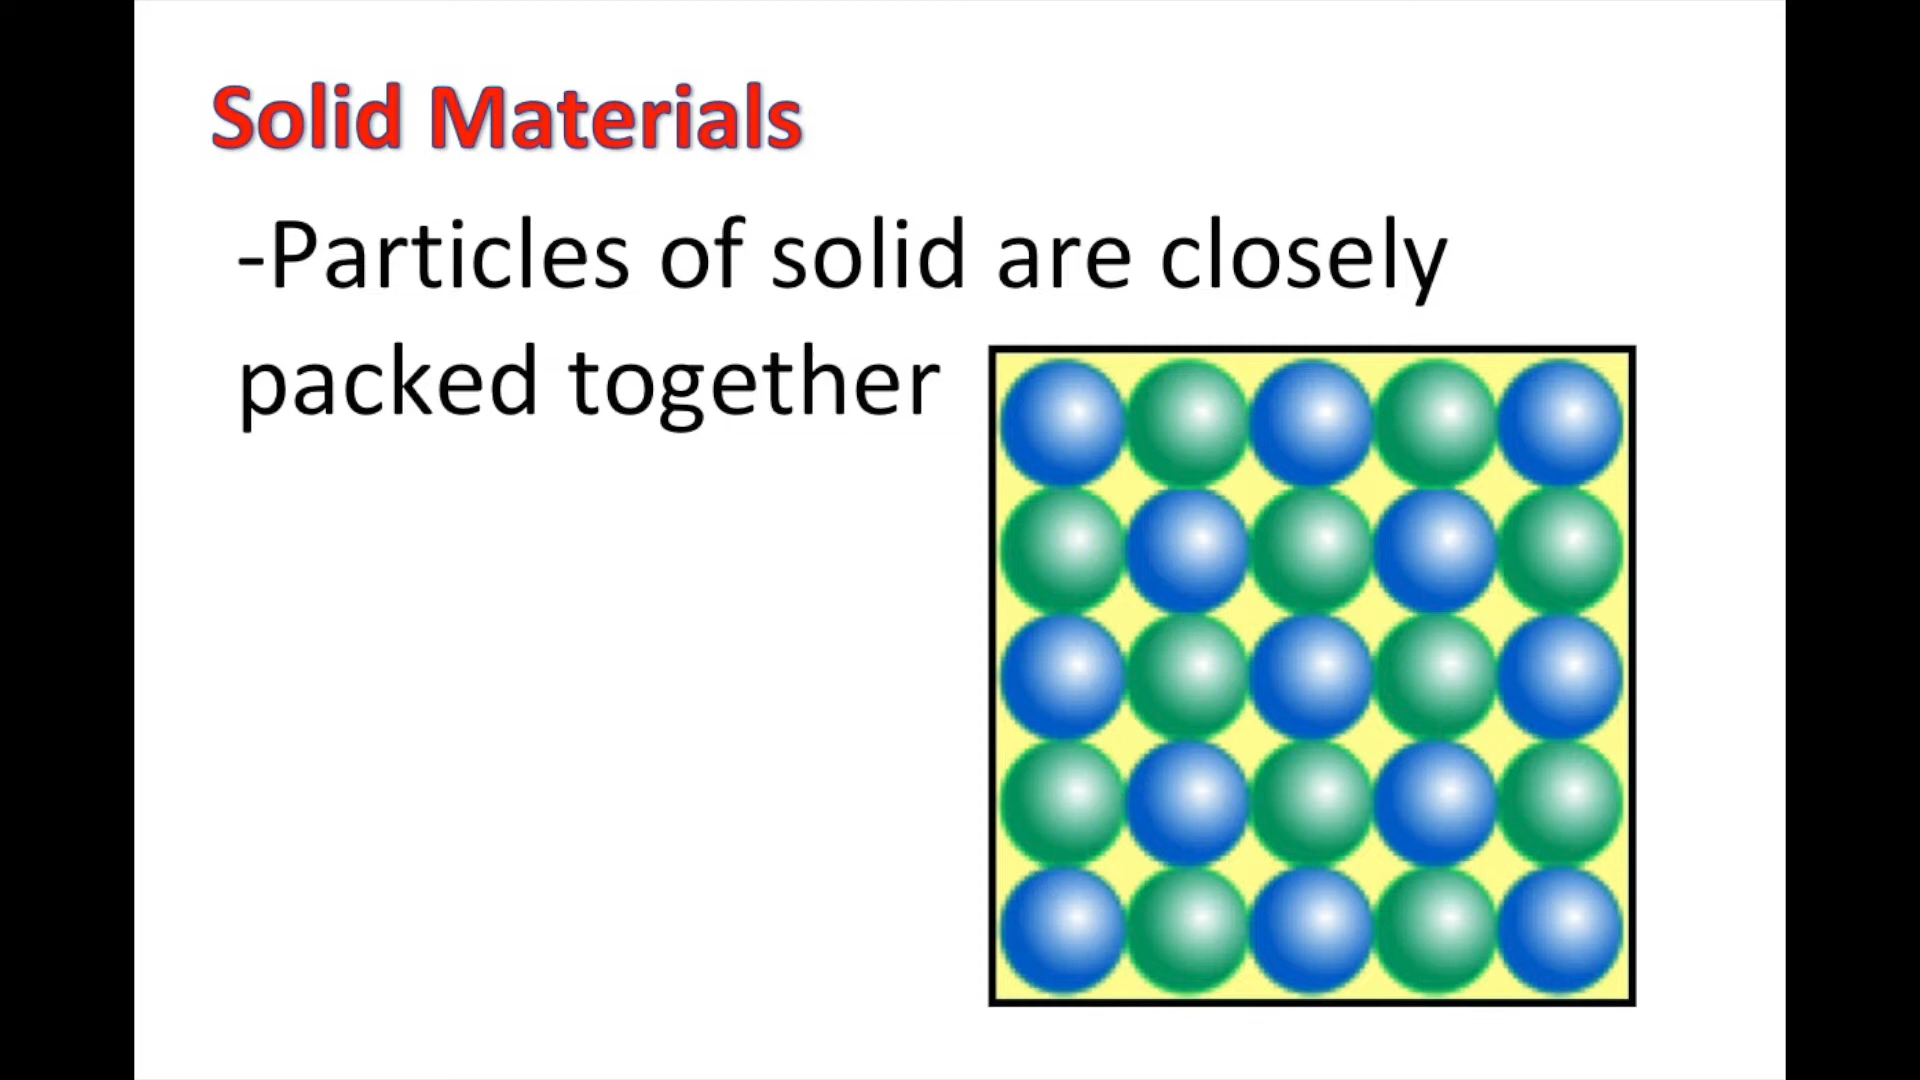 Solid Materials
-Particles of solid are closely
packed together